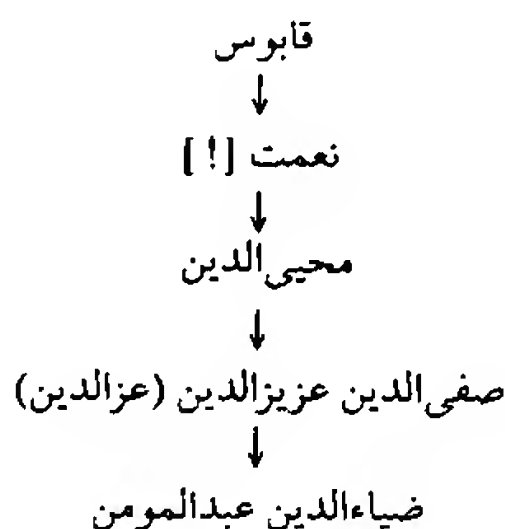 قابوس
↓
نعمت [!]
↓
محیی‌الدین
↓
صفی‌الدین عزیزالدین (عزالدین)
↓
ضیاءالدین عبدالمومن